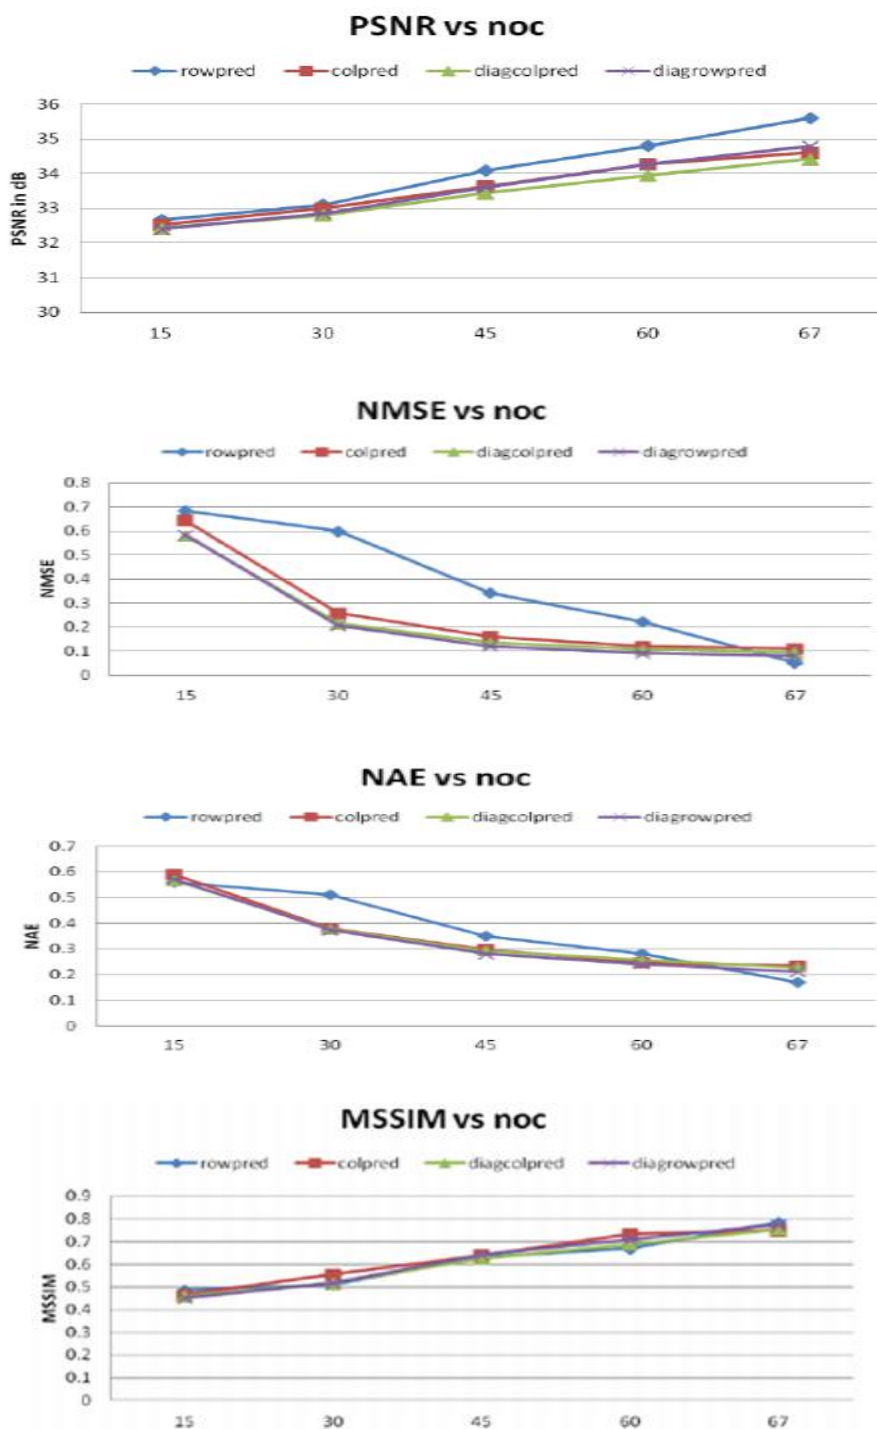 PSNR vs noc
rowpred colpred diagcolpred diagrowpred
36
35
34
33
32
31
30
PSNR in dB
15 30 45 60 67
NMSE vs noc
rowpred colpred diagcolpred diagrowpred
0.8
0.7
0.6
0.5
0.4
0.3
0.2
0.1
0
NMSE
15 30 45 60 67
NAE vs noc
rowpred colpred diagcolpred diagrowpred
0.7
0.6
0.5
0.4
0.3
0.2
0.1
0
NAE
15 30 45 60 67
MSSIM vs noc
rowpred colpred diagcolpred diagrowpred
0.9
0.8
0.7
0.6
0.5
0.4
0.3
0.2
0.1
0
MSSIM
15 30 45 60 67